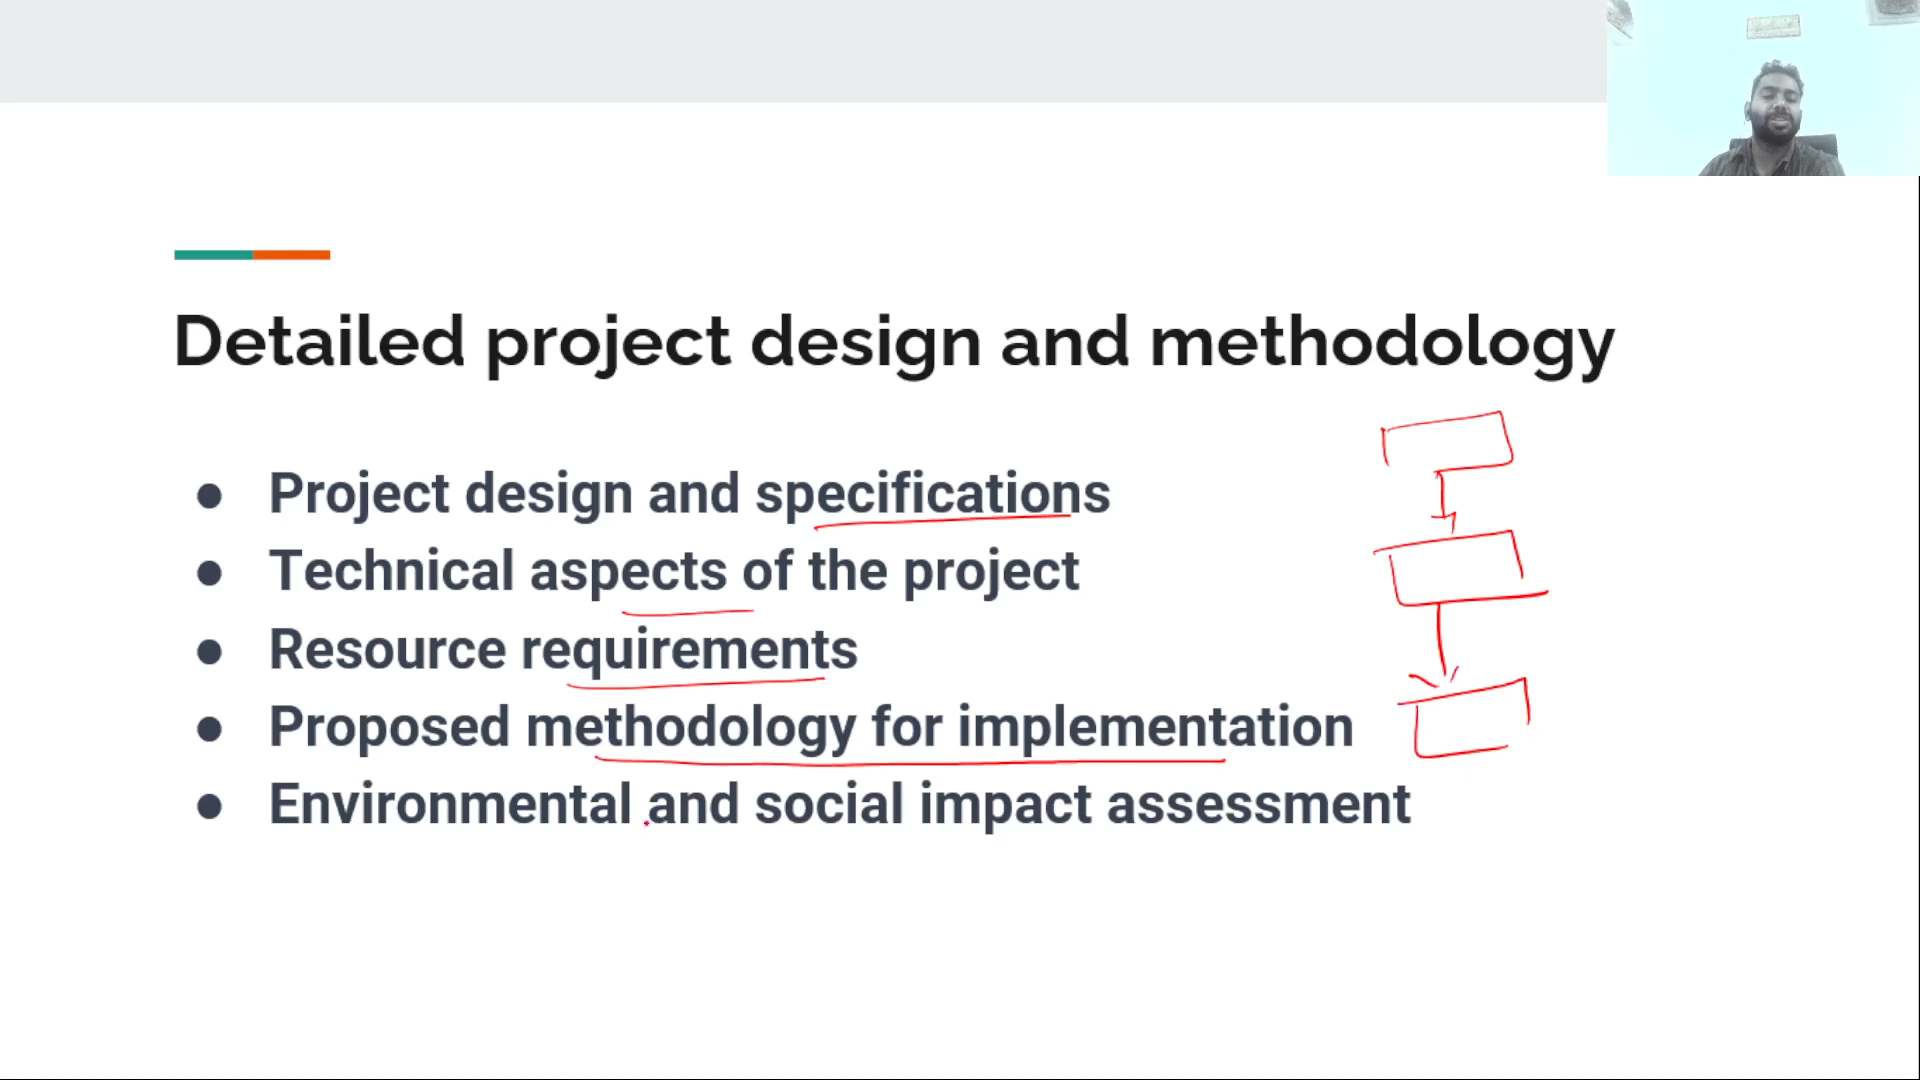 Detailed project design and methodology
● Project design and specifications
● Technical aspects of the project
● Resource requirements
● Proposed methodology for implementation
● Environmental and social impact assessment